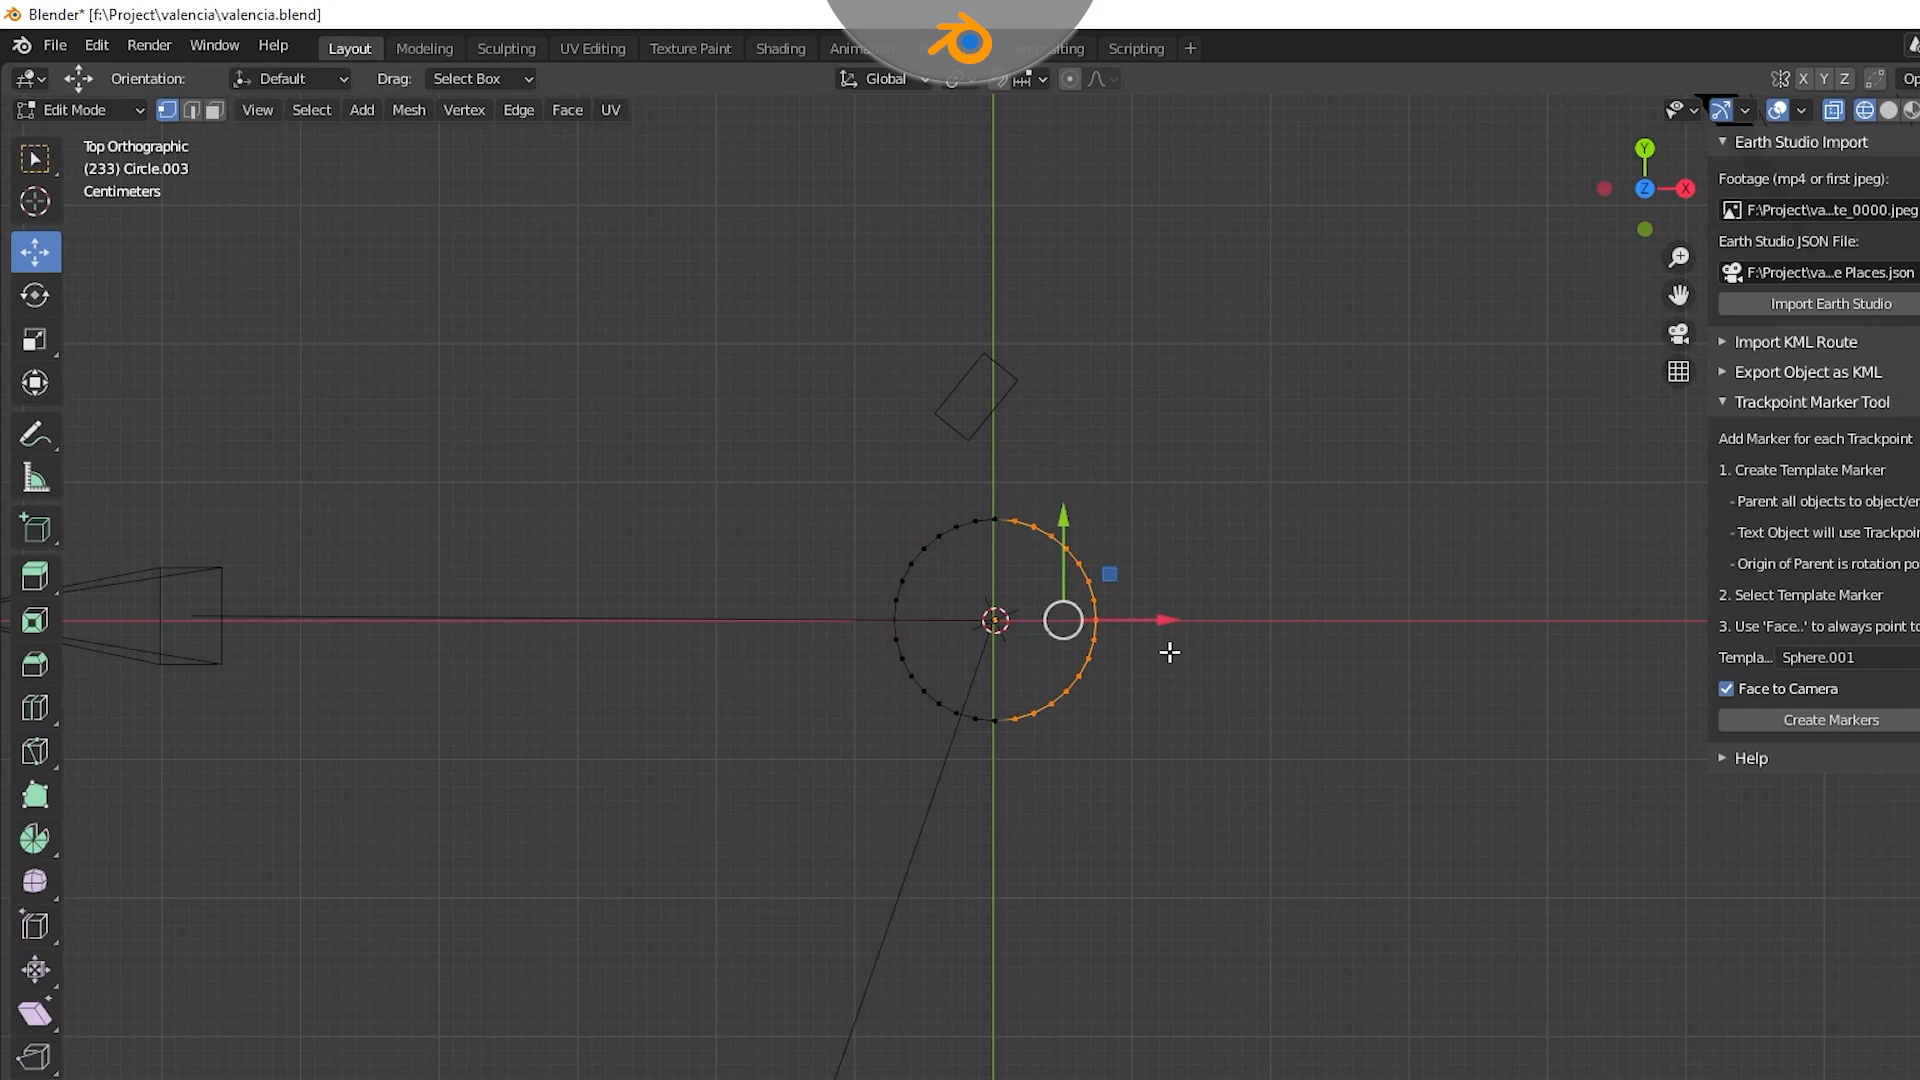 Blender* [f:\Project\valencia\valencia.blend]
File Edit Render Window Help Layout Modeling Sculpting UV Editing Texture Paint Shading Compositing Scripting +
Orientation: Default Drag: Select Box Global X Y Z
Edit Mode View Select Add Mesh Vertex Edge Face UV
Top Orthographic
(233) Circle.003
Centimeters
Y
Z X
Earth Studio Import
Footage (mp4 or first jpeg):
F:\Project\va...te_0000.jpeg
Earth Studio JSON File:
F:\Project\va...e Places.json
Import Earth Studio
Import KML Route
Export Object as KML
Trackpoint Marker Tool
Add Marker for each Trackpoint
1. Create Template Marker
- Parent all objects to object/er
- Text Object will use Trackpoir
- Origin of Parent is rotation po
2. Select Template Marker
3. Use 'Face..' to always point to
Templa... Sphere.001
Face to Camera
Create Markers
Help